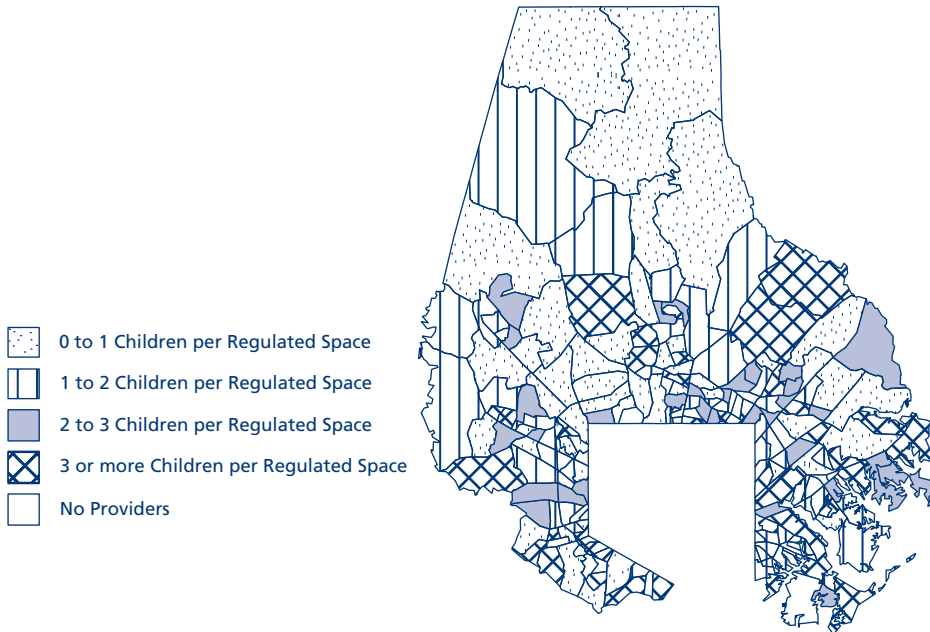 0 to 1 Children per Regulated Space
1 to 2 Children per Regulated Space
2 to 3 Children per Regulated Space
3 or more Children per Regulated Space
No Providers